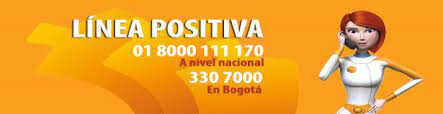 LÍNEA POSITIVA
01 8000 111 170
A nivel nacional
330 7000
En Bogotá